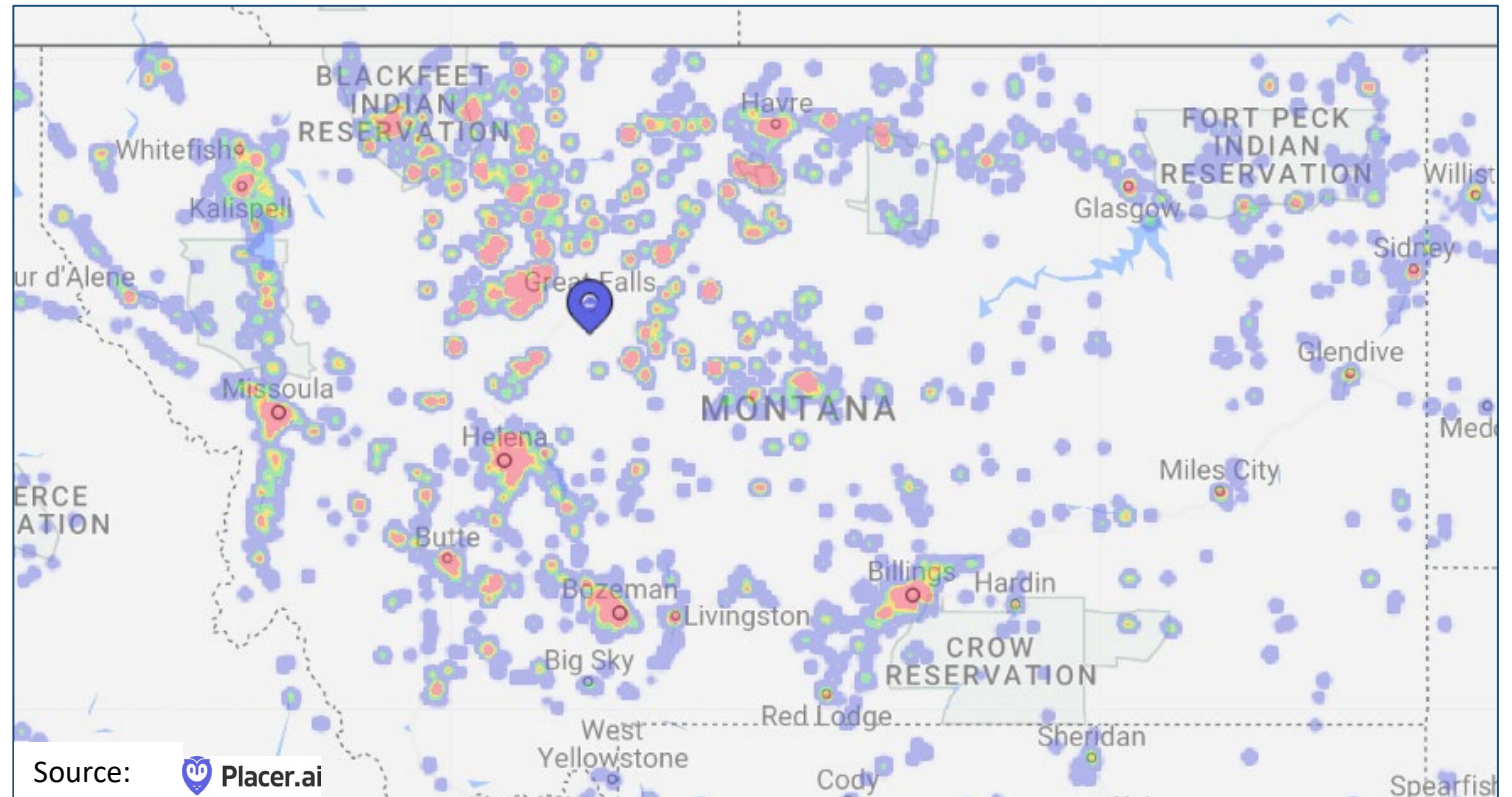 BLACKFEET
INDIAN
RESERVATION
Havre
FORT PECK
INDIAN
RESERVATION
Whitefish
Willist
Kalispell
Glasgow
Sidney
ur d'Alene
Great Falls
Glendive
Missoula
MONTANA
Med
Helena
Miles City
ERCE
ATION
Butte
Billings
Hardin
Bozeman
Livingston
CROW
RESERVATION
Big Sky
Red Lodge
West
Yellowstone
Sheridan
Cody
Spearfish
Source:
Placer.ai